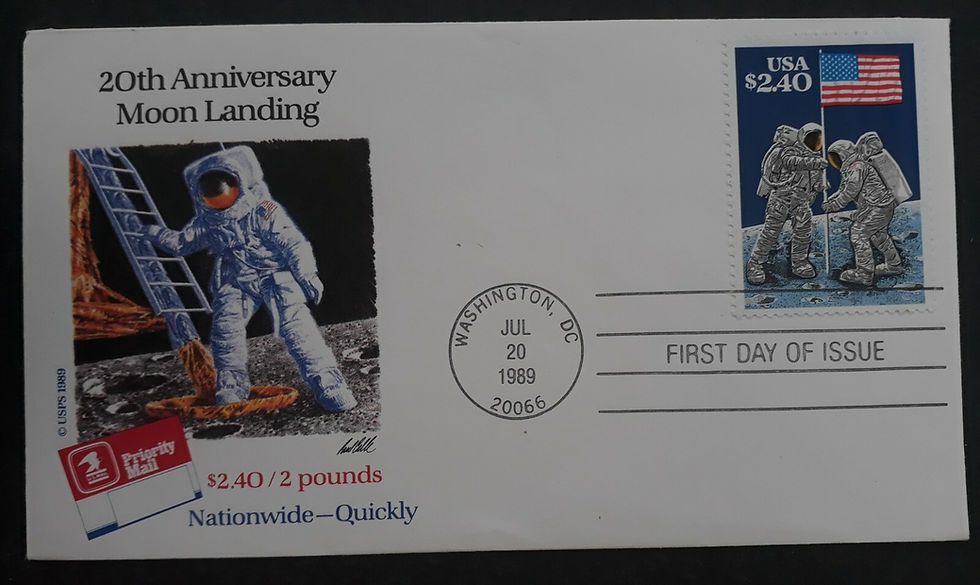 20th Anniversary
Moon Landing
© USPS 1989
Priority
Mail
$2.40 / 2 pounds
Nationwide—Quickly
USA
$2.40
WASHINGTON, DC
JUL
20
1989
20066
FIRST DAY OF ISSUE